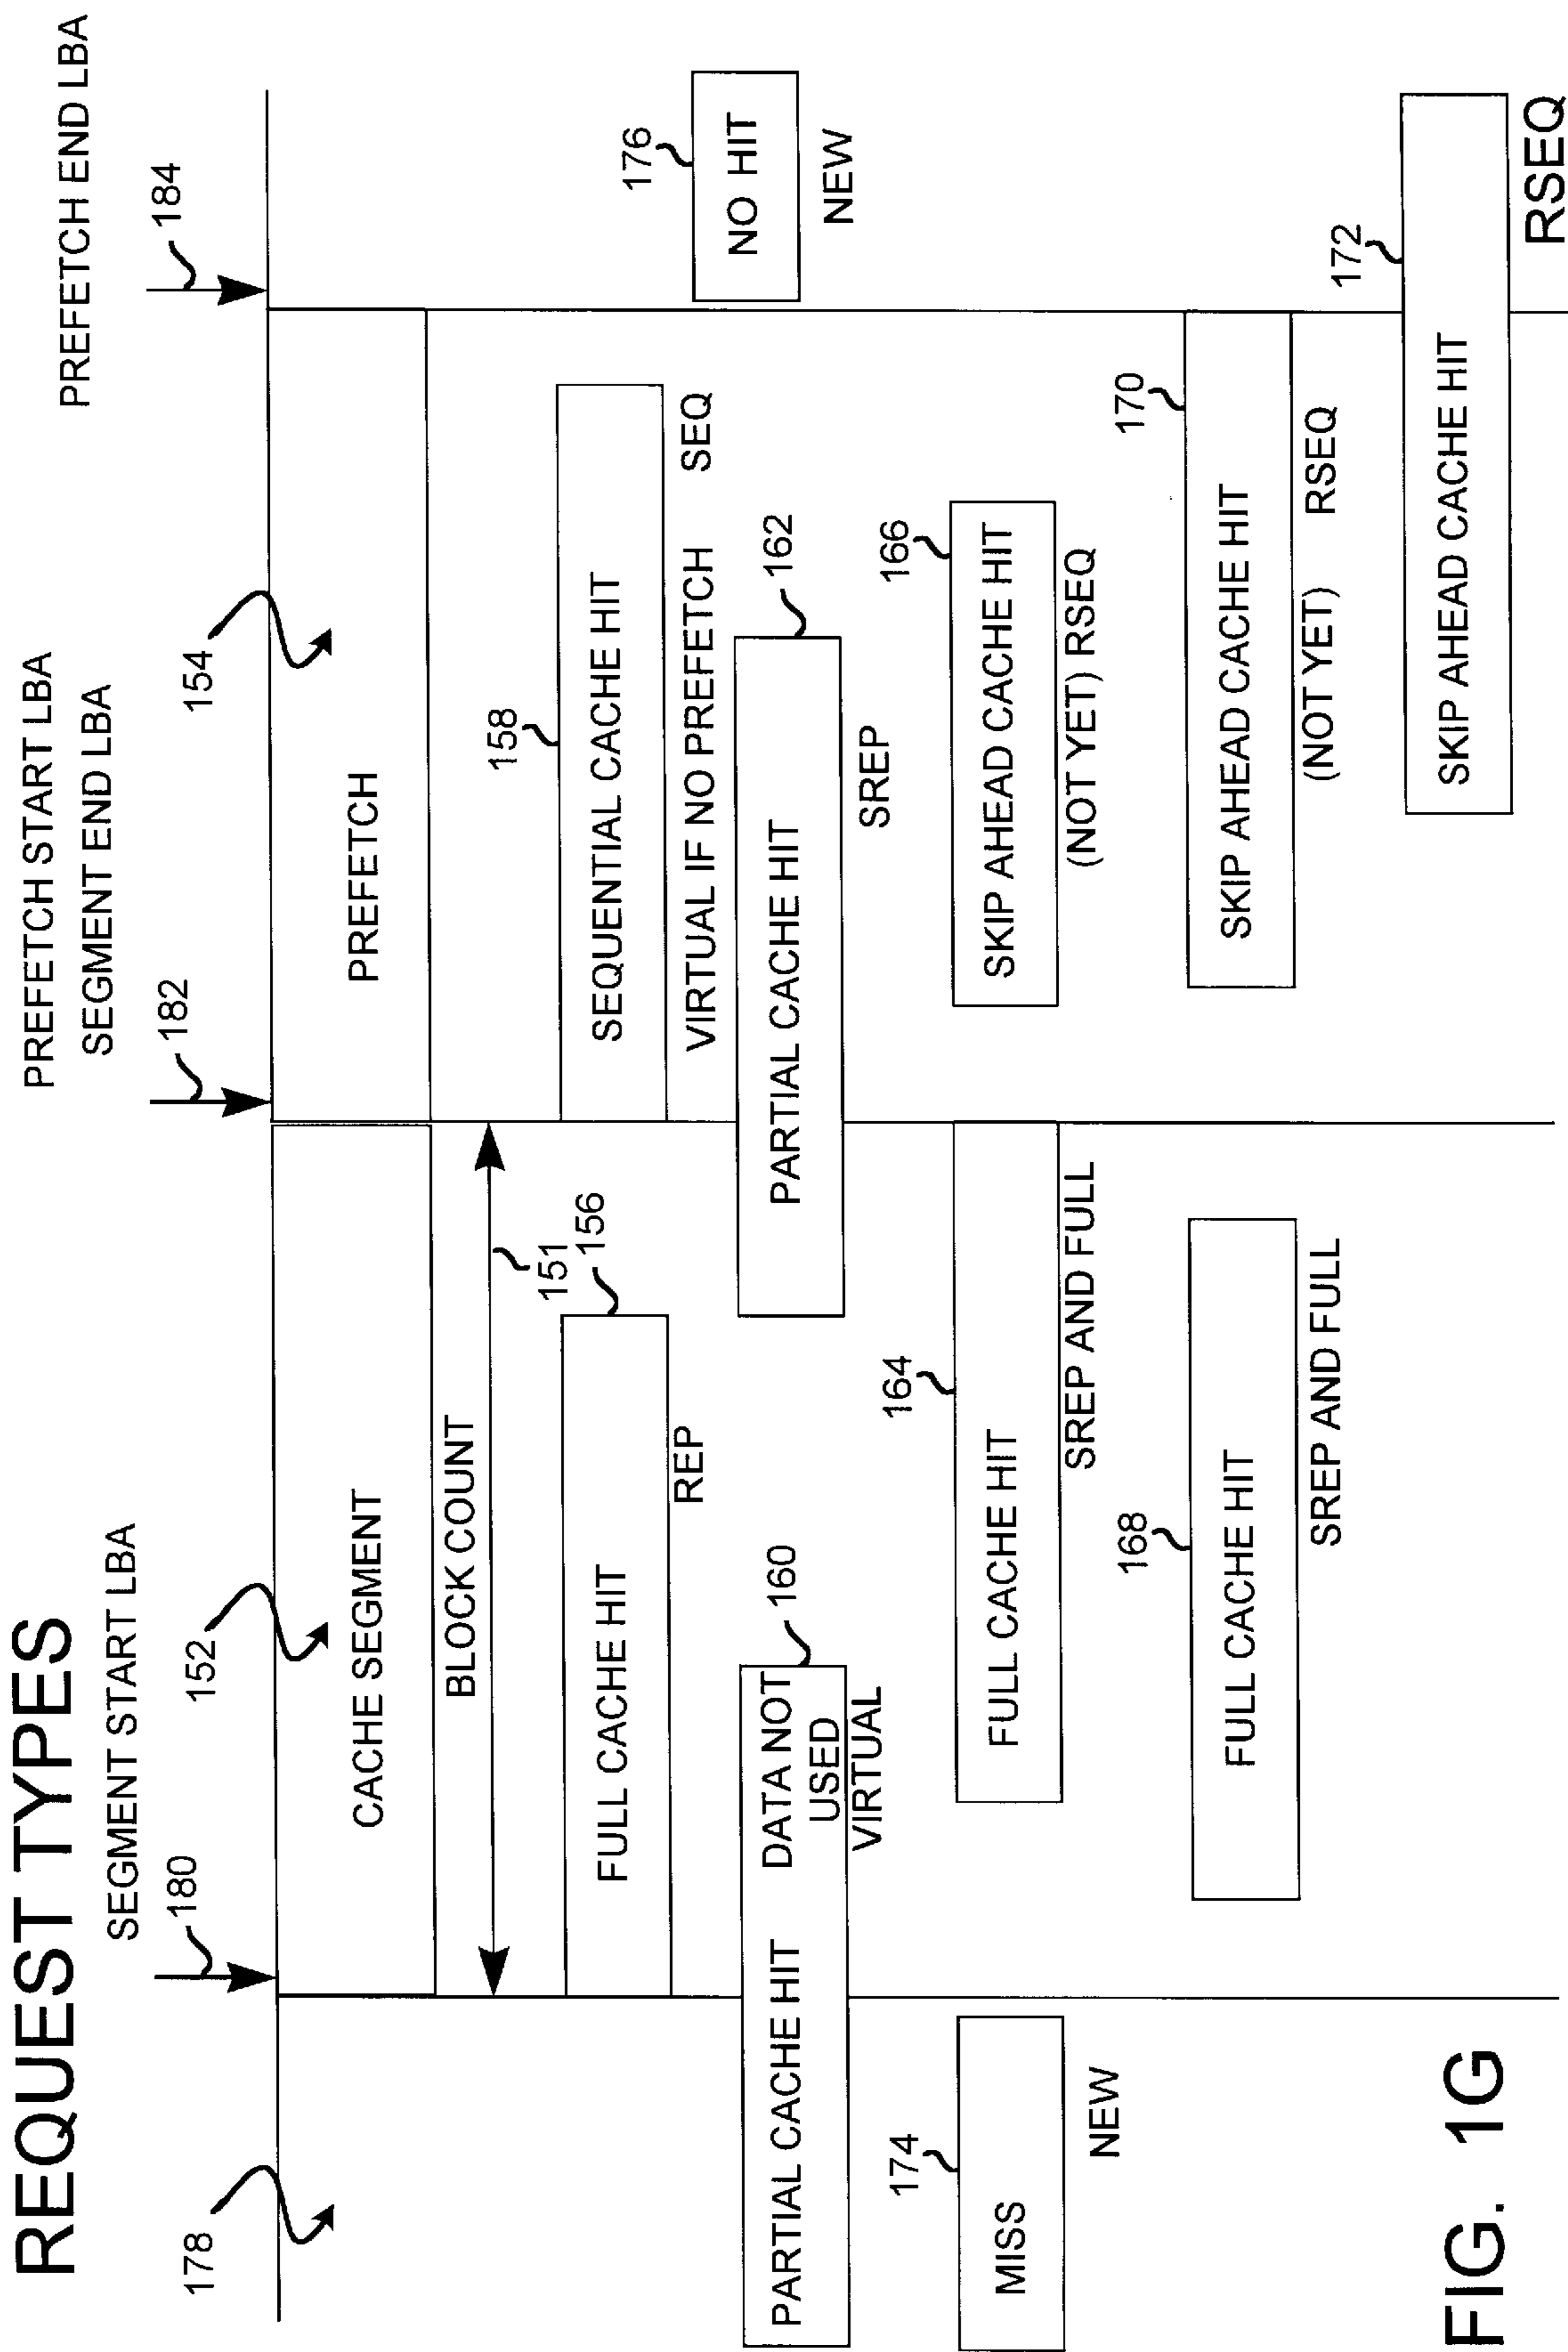 REQUEST TYPES
SEGMENT START LBA
PREFETCH START LBA
SEGMENT END LBA
PREFETCH END LBA
178
180
152
182
154
184
CACHE SEGMENT
PREFETCH
BLOCK COUNT
151
156
FULL CACHE HIT
REP
158
SEQUENTIAL CACHE HIT
VIRTUAL IF NO PREFETCH SEQ
176
NO HIT
NEW
160
PARTIAL CACHE HIT DATA NOT
USED
VIRTUAL
162
PARTIAL CACHE HIT
SREP
174
MISS
NEW
164
FULL CACHE HIT
SREP AND FULL
166
SKIP AHEAD CACHE HIT
(NOT YET) RSEQ
168
FULL CACHE HIT
SREP AND FULL
170
SKIP AHEAD CACHE HIT
(NOT YET) RSEQ
172
SKIP AHEAD CACHE HIT
RSEQ
FIG. 1G